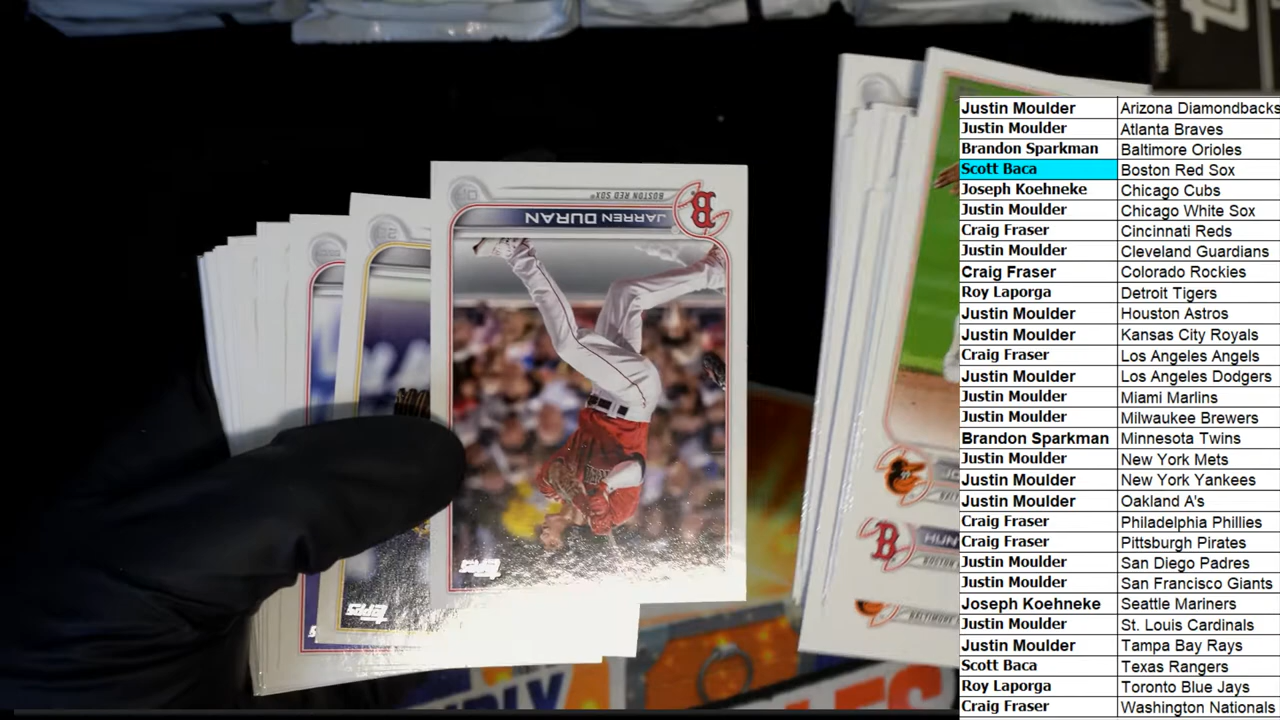 BOSTON RED SOX
JARREN DURAN
TOPPS
TOPPS
HUN
BALTIMORE
Justin Moulder Arizona Diamondbacks
Justin Moulder Atlanta Braves
Brandon Sparkman Baltimore Orioles
Scott Baca Boston Red Sox
Joseph Koehneke Chicago Cubs
Justin Moulder Chicago White Sox
Craig Fraser Cincinnati Reds
Justin Moulder Cleveland Guardians
Craig Fraser Colorado Rockies
Roy Laporga Detroit Tigers
Justin Moulder Houston Astros
Justin Moulder Kansas City Royals
Craig Fraser Los Angeles Angels
Justin Moulder Los Angeles Dodgers
Justin Moulder Miami Marlins
Justin Moulder Milwaukee Brewers
Brandon Sparkman Minnesota Twins
Justin Moulder New York Mets
Justin Moulder New York Yankees
Justin Moulder Oakland A's
Craig Fraser Philadelphia Phillies
Craig Fraser Pittsburgh Pirates
Justin Moulder San Diego Padres
Justin Moulder San Francisco Giants
Joseph Koehneke Seattle Mariners
Justin Moulder St. Louis Cardinals
Justin Moulder Tampa Bay Rays
Scott Baca Texas Rangers
Roy Laporga Toronto Blue Jays
Craig Fraser Washington Nationals